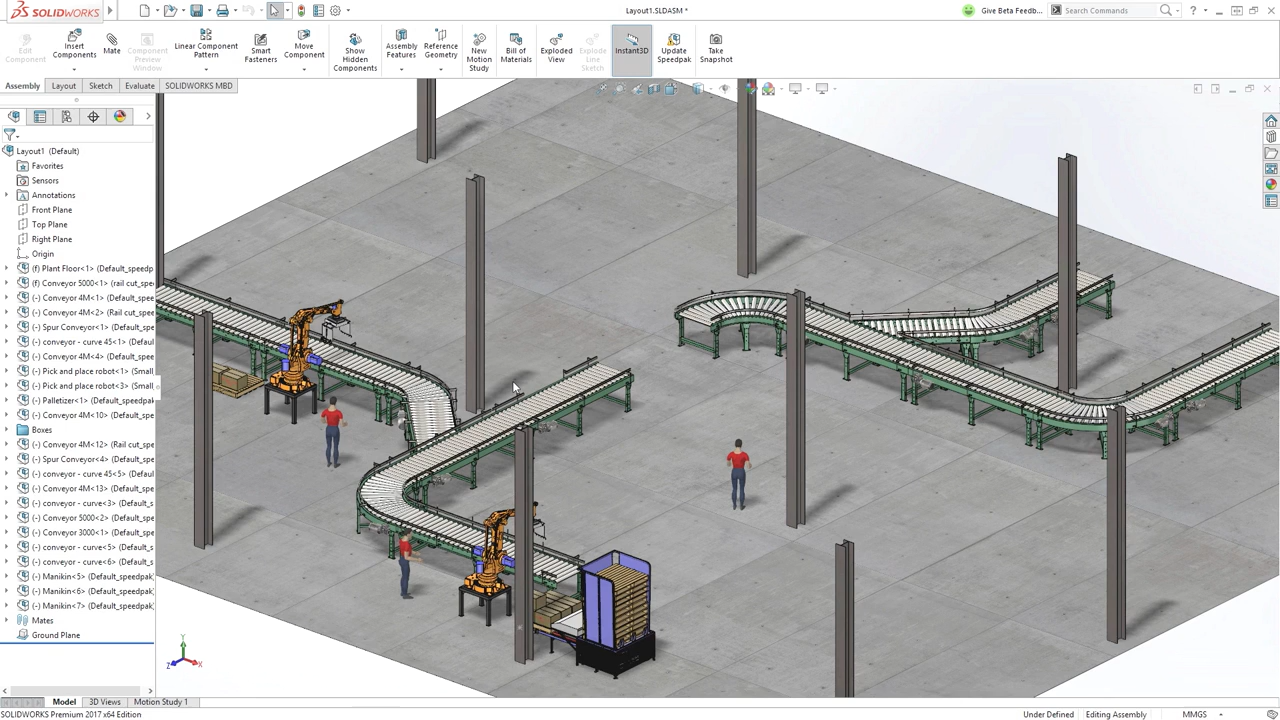 SOLIDWORKS
Layout1.SLDASM *
Give Beta Feedb...
Search Commands
Edit Component
Insert Components
Mate
Component Preview Window
Linear Component Pattern
Smart Fasteners
Move Component
Show Hidden Components
Assembly Features
Reference Geometry
New Motion Study
Bill of Materials
Exploded View
Explode Line Sketch
Instant3D
Update Speedpak
Take Snapshot
Assembly
Layout
Sketch
Evaluate
SOLIDWORKS MBD
Layout1 (Default)
Favorites
Sensors
Annotations
Front Plane
Top Plane
Right Plane
Origin
(f) Plant Floor<1> (Default_speedp
(f) Conveyor 5000<1> (rail cut_spe
(-) Conveyor 4M<1> (Default_spee
(-) Conveyor 4M<2> (Rail cut_spee
(-) Spur Conveyor<1> (Default_spe
(-) conveyor - curve 45<1> (Defaul
(-) Conveyor 4M<4> (Default_spee
(-) Pick and place robot<1> (Small_
(-) Pick and place robot<3> (Small_
(-) Palletizer<1> (Default_speedpak
(-) Conveyor 4M<10> (Default_spe
Boxes
(-) Conveyor 4M<12> (Rail cut_spe
(-) Spur Conveyor<4> (Default_spe
(-) conveyor - curve 45<5> (Defaul
(-) Conveyor 4M<13> (Default_spe
(-) conveyor - curve<3> (Default_s
(-) Conveyor 5000<2> (Default_sp
(-) Conveyor 3000<1> (Default_sp
(-) conveyor - curve<5> (Default_s
(-) conveyor - curve<6> (Default_s
(-) Manikin<5> (Default_speedpak)
(-) Manikin<6> (Default_speedpak)
(-) Manikin<7> (Default_speedpak)
Mates
Ground Plane
Y
Z
X
Model
3D Views
Motion Study 1
SOLIDWORKS Premium 2017 x64 Edition
Under Defined
Editing Assembly
MMGS